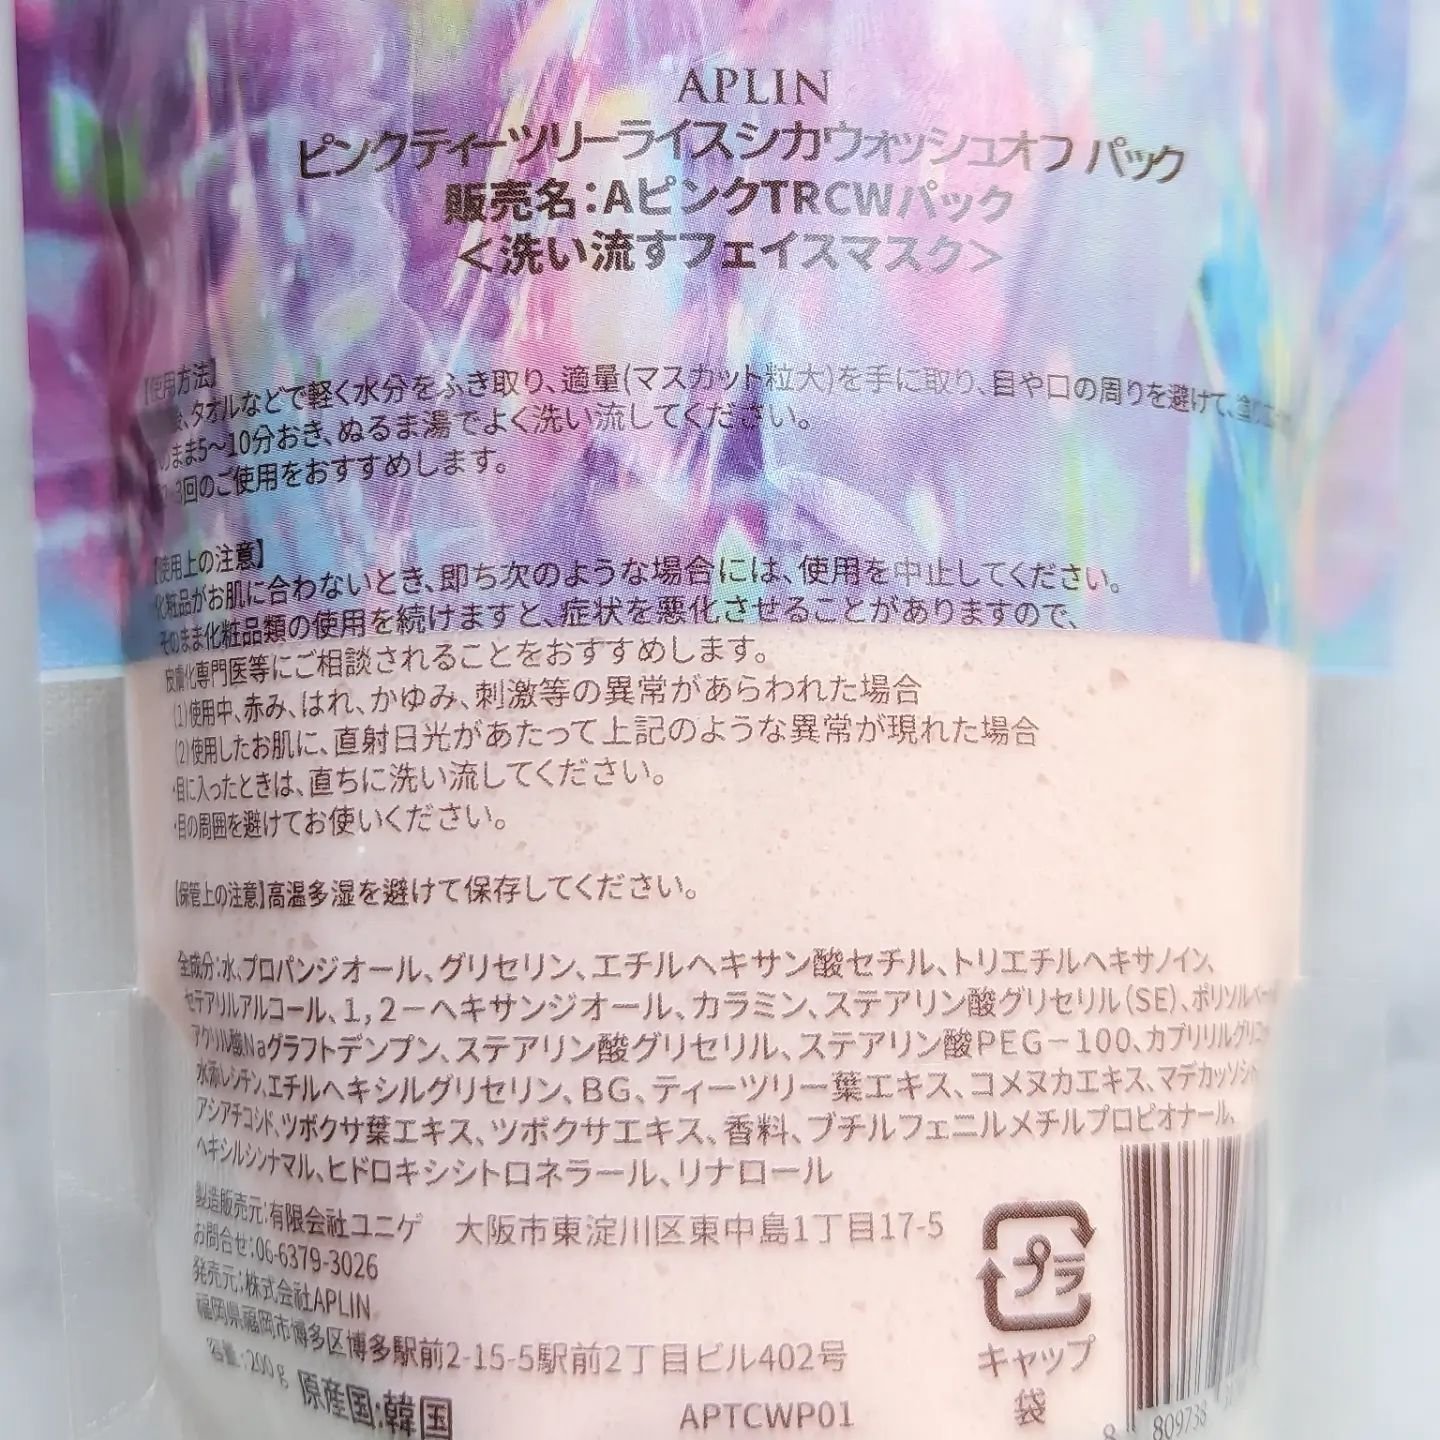 APLIN
ピンクティーツリーライスシカウォッシュオフ パック
販売名：AピンクTRCWパック
＜洗い流すフェイスマスク＞
【使用方法】
、タオルなどで軽く水分をふき取り、適量(マスカット粒大)を手に取り、目や口の周りを避けて、
のまま5～10分おき、ぬるま湯でよく洗い流してください。
3回のご使用をおすすめします。
【使用上の注意】
化粧品がお肌に合わないとき、即ち次のような場合には、使用を中止してください。
そのまま化粧品類の使用を続けますと、症状を悪化させることがありますので、
皮膚化専門医等にご相談されることをおすすめします。
(1)使用中、赤み、はれ、かゆみ、刺激等の異常があらわれた場合
(2)使用したお肌に、直射日光があたって上記のような異常が現れた場合
・目に入ったときは、直ちに洗い流してください。
・目の周囲を避けてお使いください。
【保管上の注意】高温多湿を避けて保存してください。
全成分：水、プロパンジオール、グリセリン、エチルヘキサン酸セチル、トリエチルヘキサノイン、
セテアリルアルコール、1，2－ヘキサンジオール、カラミン、ステアリン酸グリセリル（SE）、ポリソルベー
アクリル酸Naグラフトデンプン、ステアリン酸グリセリル、ステアリン酸PEG－100、カプリリルグリコ
水添レシチン、エチルヘキシルグリセリン、BG、ティーツリー葉エキス、コメヌカエキス、マデカッソシド
アシアチコシド、ツボクサ葉エキス、ツボクサエキス、香料、ブチルフェニルメチルプロピオナール、
ヘキシルシンナマル、ヒドロキシシトロネラール、リナロール
製造販売元：有限会社ユニゲ　大阪市東淀川区東中島1丁目17-5
お問合せ：06-6379-3026
発売元：株式会社APLIN
福岡県福岡市博多区博多駅前2-15-5駅前2丁目ビル402号
容量：200g 原産国：韓国
APTCWP01
プラ
キャップ
袋
8 809738